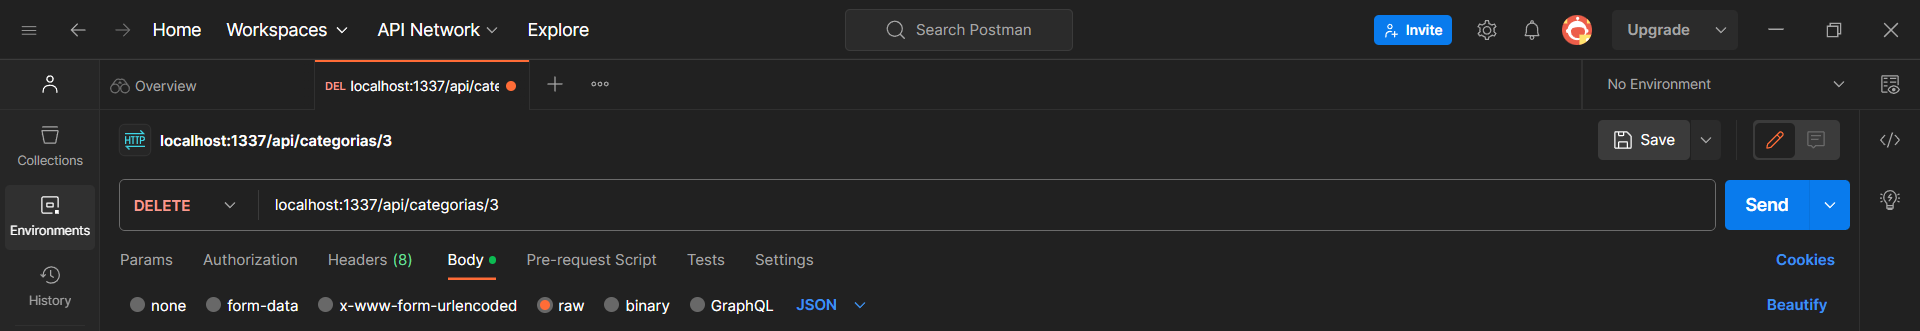 Home Workspaces API Network Explore Search Postman Invite Upgrade
Overview DEL localhost:1337/api/cate No Environment
HTTP localhost:1337/api/categorias/3 Save
Collections
DELETE localhost:1337/api/categorias/3 Send
Environments
Params Authorization Headers (8) Body Pre-request Script Tests Settings Cookies
History
none form-data x-www-form-urlencoded raw binary GraphQL JSON Beautify